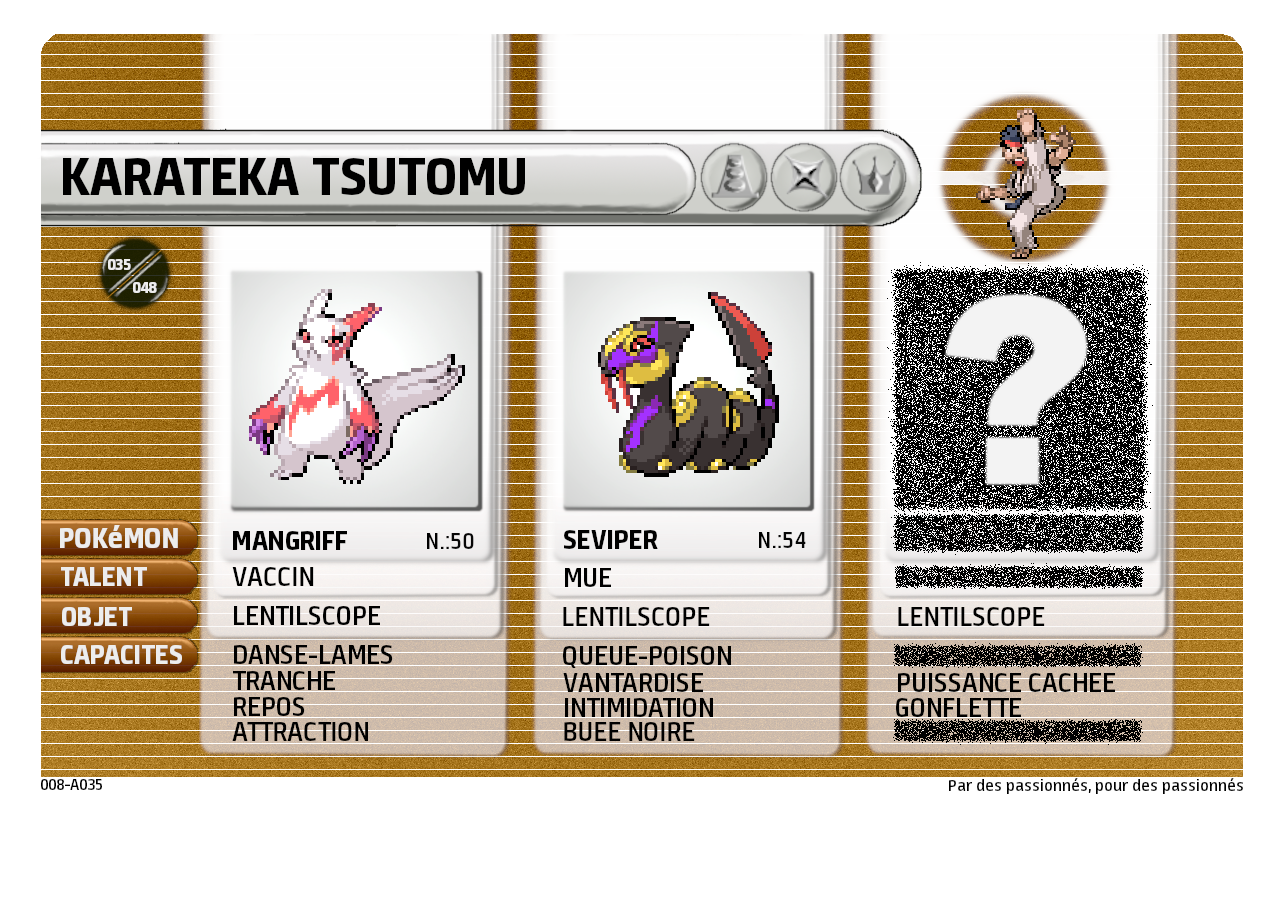 KARATEKA TSUTOMU
035
048
?
POKéMON
MANGRIFF N.:50
SEVIPER N.:54
TALENT
VACCIN
MUE
OBJET
LENTILSCOPE
LENTILSCOPE
LENTILSCOPE
CAPACITES
DANSE-LAMES
TRANCHE
REPOS
ATTRACTION
QUEUE-POISON
VANTARDISE
INTIMIDATION
BUEE NOIRE
PUISSANCE CACHEE
GONFLETTE
008-A035
Par des passionnés, pour des passionnés